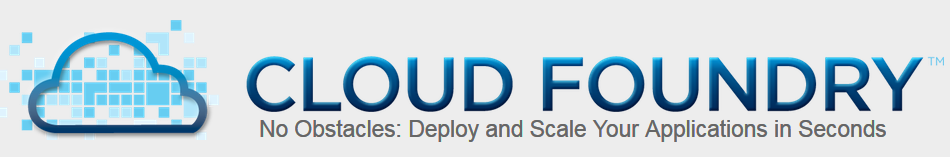 CLOUD FOUNDRY™
No Obstacles: Deploy and Scale Your Applications in Seconds